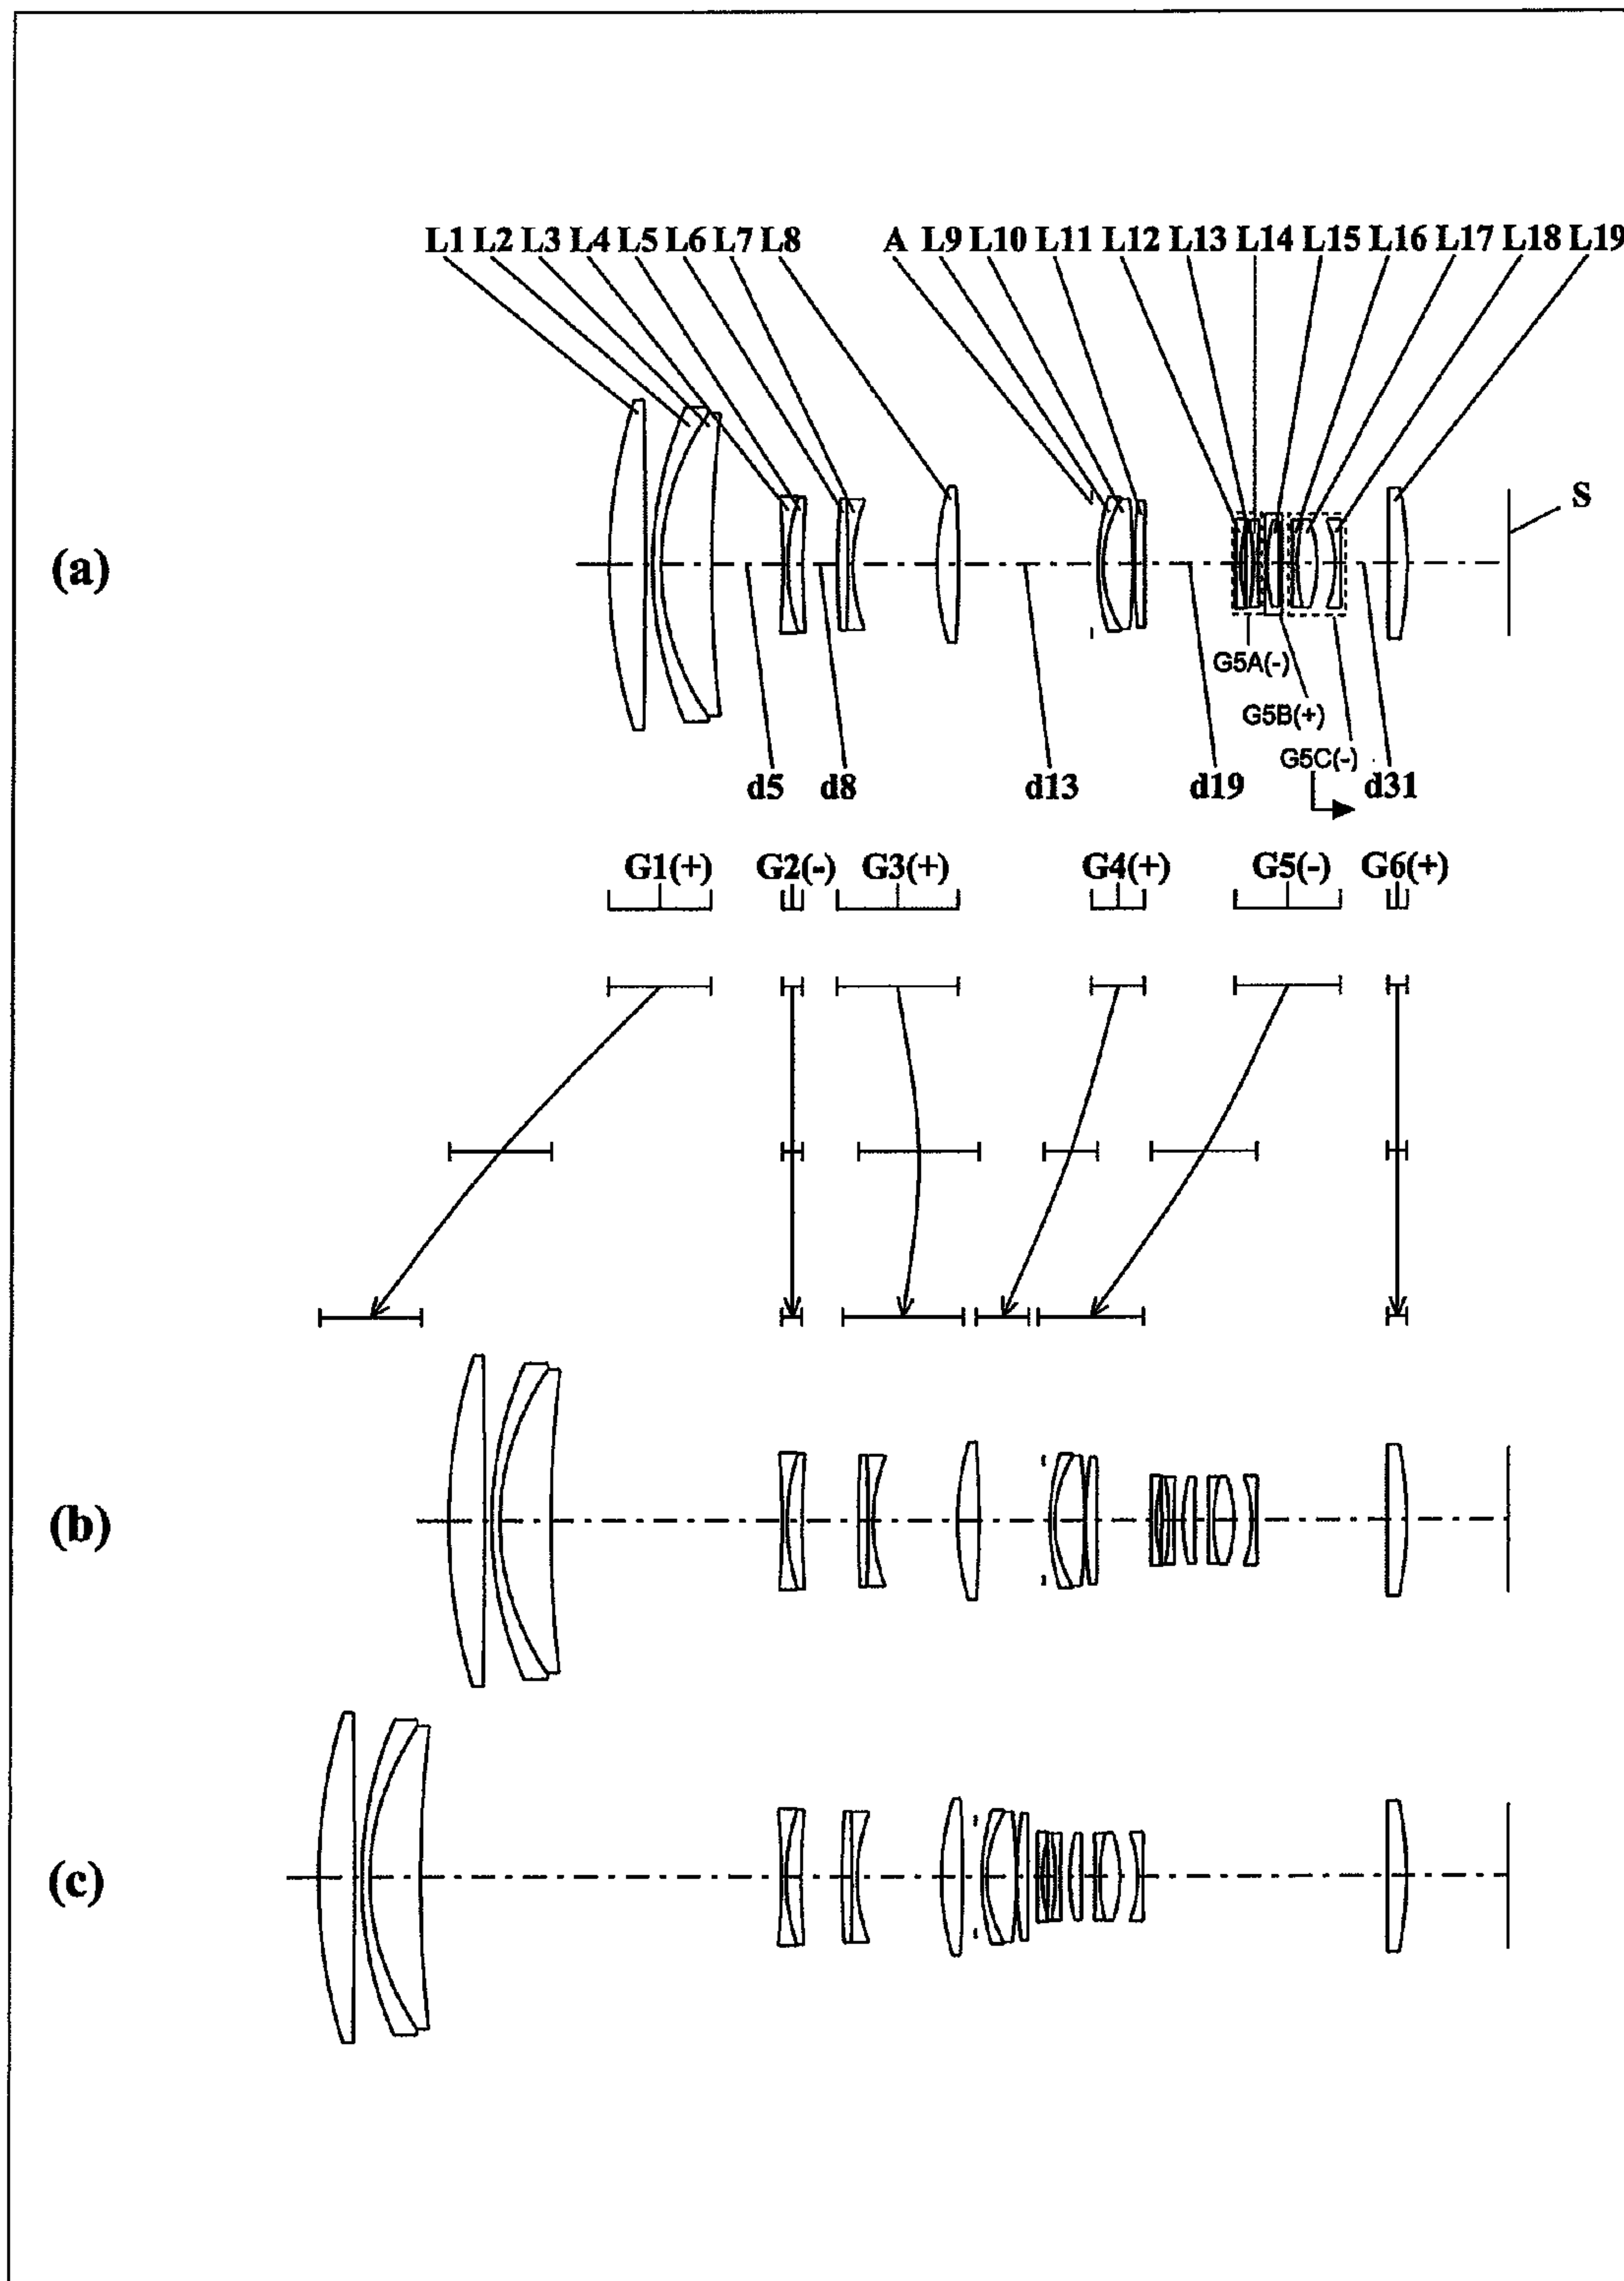 L1 L2 L3 L4 L5 L6 L7 L8 A L9 L10 L11 L12 L13 L14 L15 L16 L17 L18 L19
S
(a)
G5A(-)
G5B(+)
G5C(-)
d5 d8 d13 d19 d31
G1(+) G2(-) G3(+) G4(+) G5(-) G6(+)
(b)
(c)